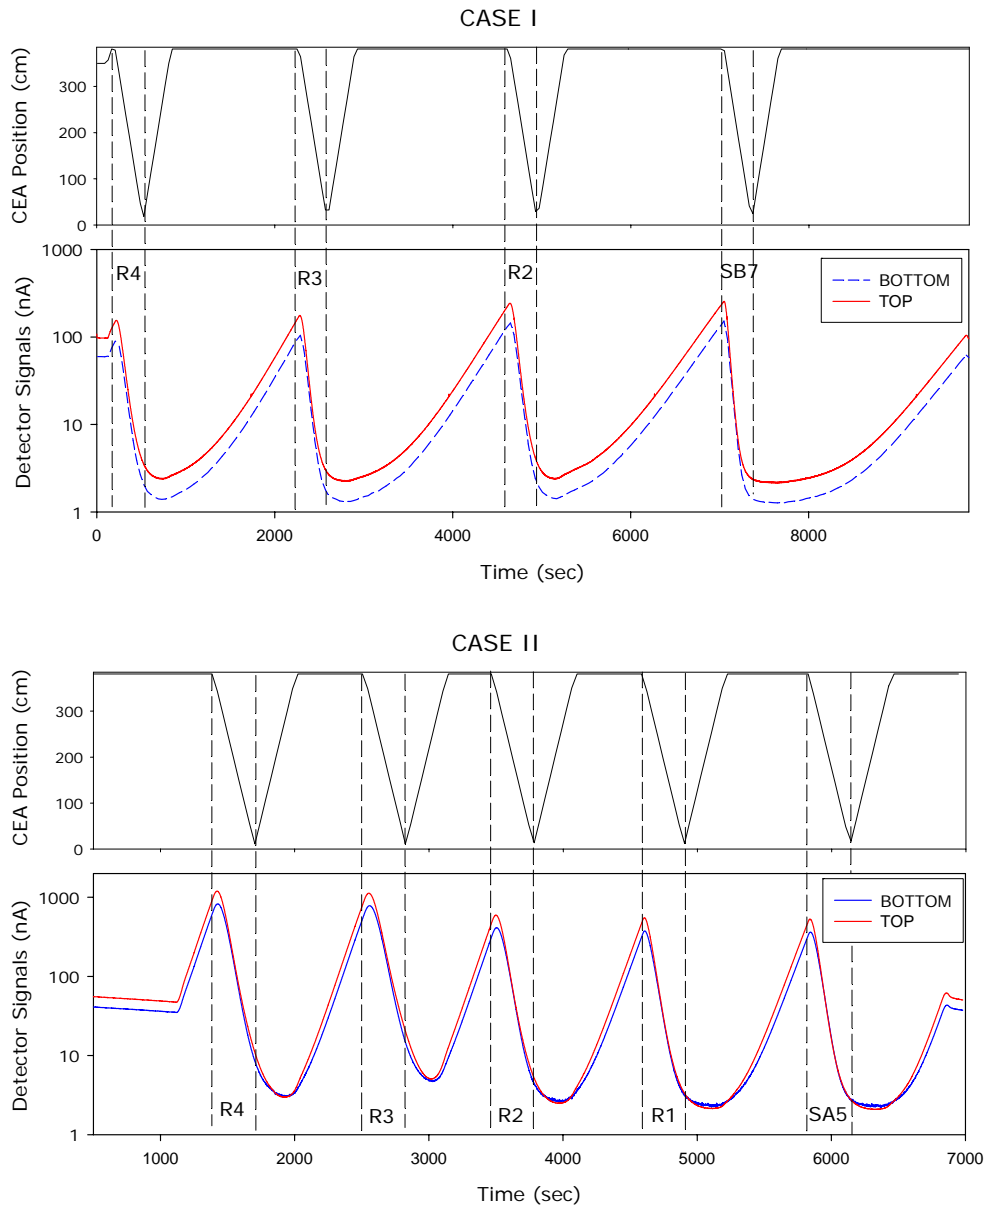 CASE I
CEA Position (cm)
300
200
100
0
Detector Signals (nA)
1000
100
10
1
R4
R3
R2
SB7
BOTTOM
TOP
0
2000
4000
6000
8000
Time (sec)
CASE II
CEA Position (cm)
300
200
100
0
Detector Signals (nA)
1000
100
10
1
BOTTOM
TOP
R4
R3
R2
R1
SA5
1000
2000
3000
4000
5000
6000
7000
Time (sec)